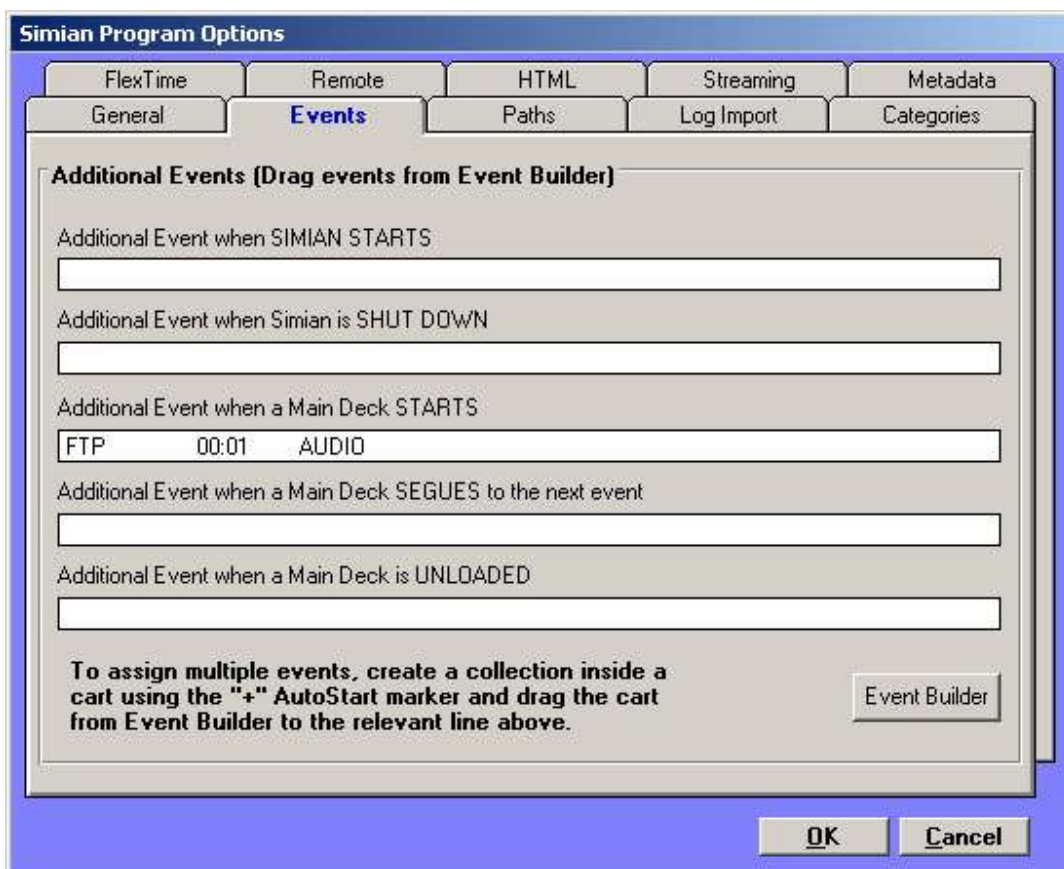 Simian Program Options
FlexTime Remote HTML Streaming Metadata
General Events Paths Log Import Categories
Additional Events (Drag events from Event Builder)
Additional Event when SIMIAN STARTS
Additional Event when Simian is SHUT DOWN
Additional Event when a Main Deck STARTS
FTP 00:01 AUDIO
Additional Event when a Main Deck SEGUES to the next event
Additional Event when a Main Deck is UNLOADED
To assign multiple events, create a collection inside a
cart using the "+" AutoStart marker and drag the cart
from Event Builder to the relevant line above.
Event Builder
OK Cancel